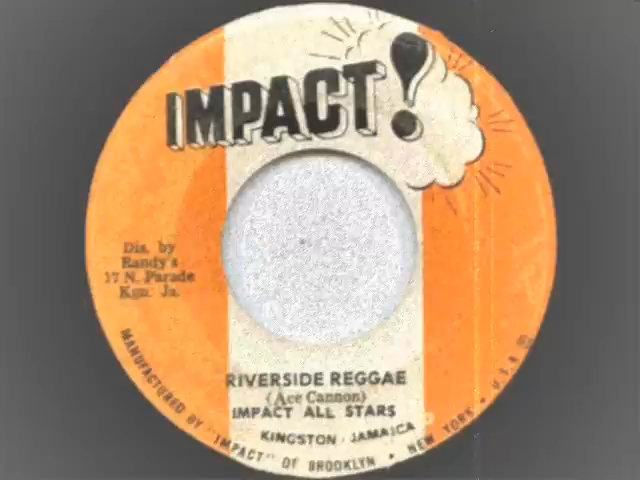 IMPACT!
Dis. by
Randy's
17 N. Parade
Kgn. Ja.
RIVERSIDE REGGAE
(Ace Cannon)
IMPACT ALL STARS
KINGSTON · JAMAICA
MANUFACTURED BY "IMPACT" OF BROOKLYN • NEW YORK • U.S.A.